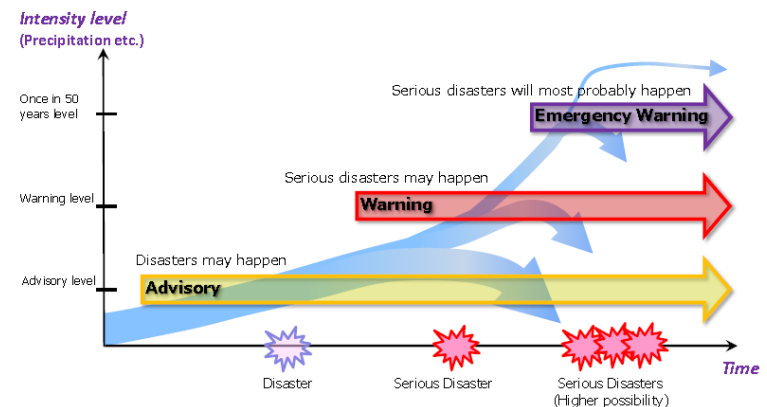 Intensity level
(Precipitation etc.)
Serious disasters will most probably happen
Once in 50
years level
Emergency Warning
Serious disasters may happen
Warning level
Warning
Disasters may happen
Advisory level
Advisory
Time
Disaster
Serious Disaster
Serious Disasters
(Higher possibility)